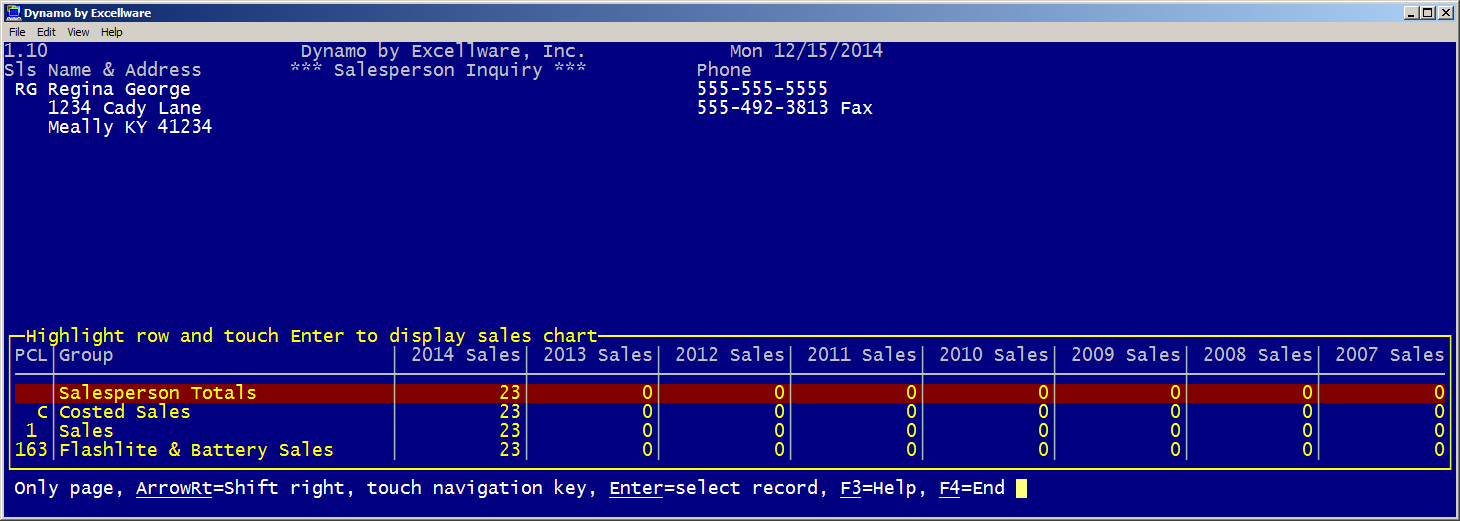 Dynamo by Excellware
File Edit View Help
1.10 Dynamo by Excellware, Inc. Mon 12/15/2014
Sls Name & Address *** Salesperson Inquiry *** Phone
RG Regina George 555-555-5555
1234 Cady Lane 555-492-3813 Fax
Meally KY 41234
Highlight row and touch Enter to display sales chart
PCL Group 2014 Sales 2013 Sales 2012 Sales 2011 Sales 2010 Sales 2009 Sales 2008 Sales 2007 Sales
Salesperson Totals 23 0 0 0 0 0 0 0
C Costed Sales 23 0 0 0 0 0 0 0
1 Sales 23 0 0 0 0 0 0 0
163 Flashlite & Battery Sales 23 0 0 0 0 0 0 0
Only page, ArrowRt=Shift right, touch navigation key, Enter=select record, F3=Help, F4=End